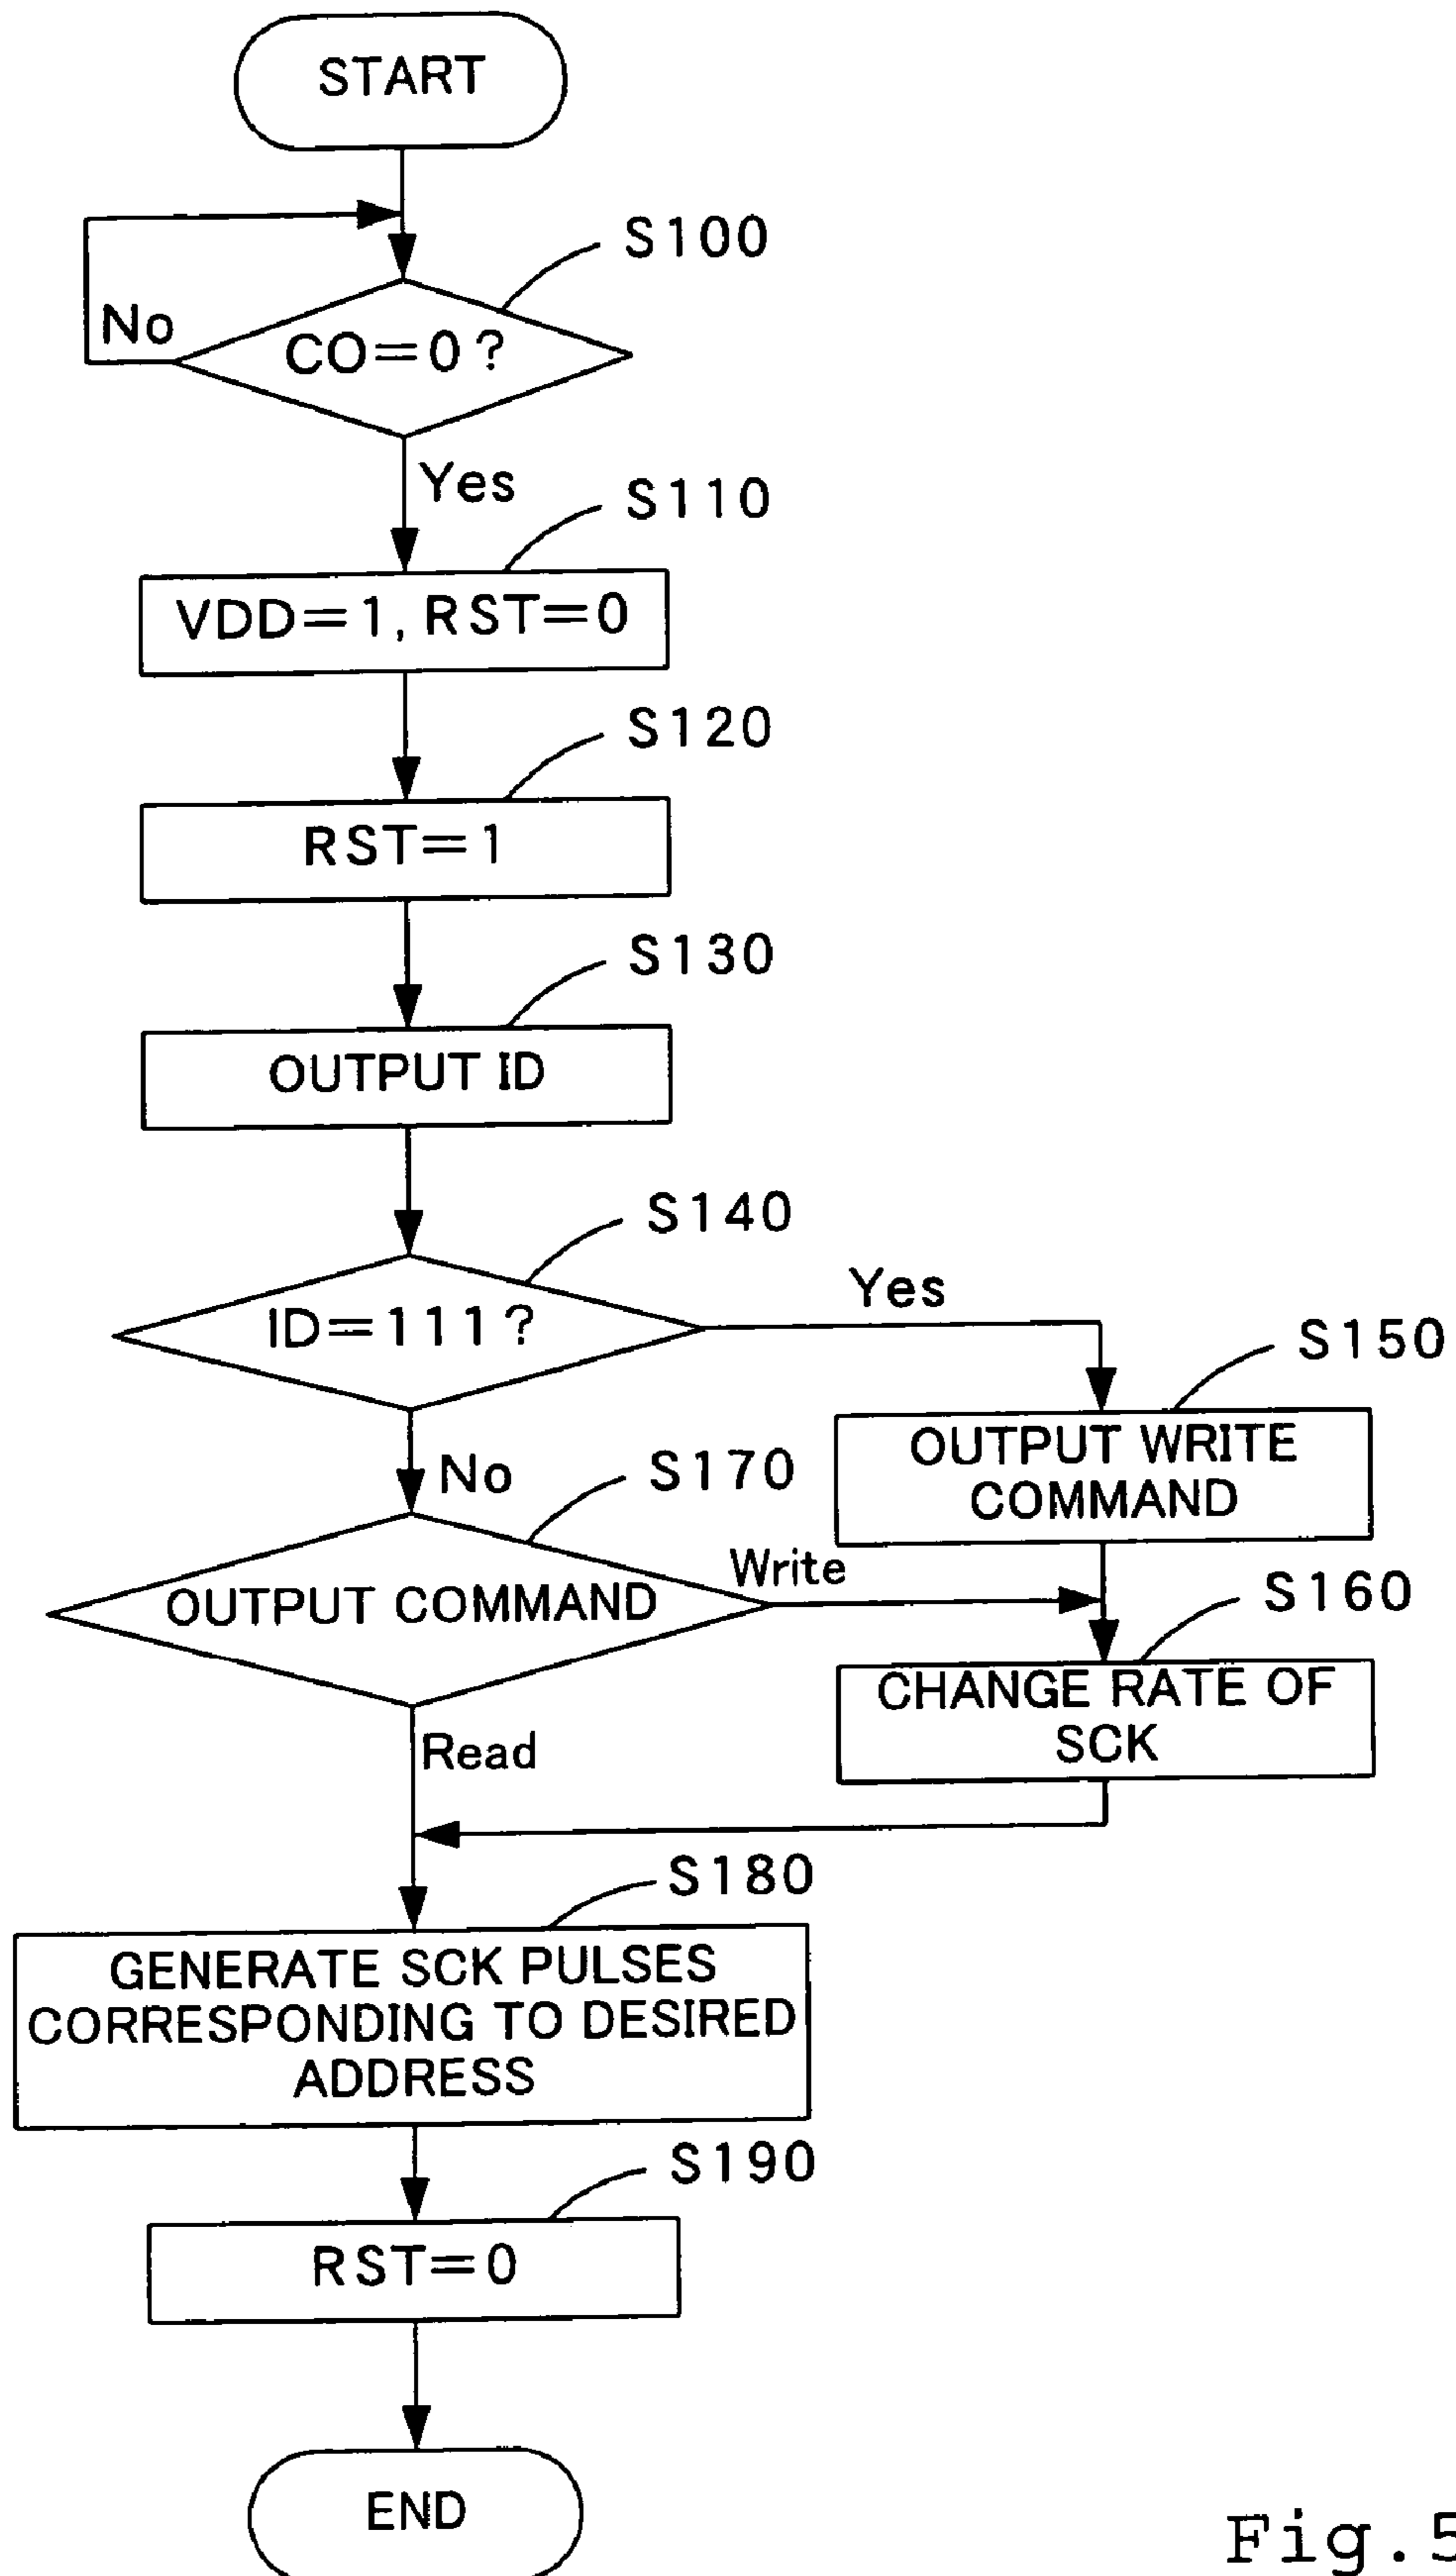 START
S100
No
CO=0?
Yes
S110
VDD=1, RST=0
S120
RST=1
S130
OUTPUT ID
S140
ID=111?
Yes
S150
OUTPUT WRITE
COMMAND
No
S170
OUTPUT COMMAND
Write
S160
CHANGE RATE OF
SCK
Read
S180
GENERATE SCK PULSES
CORRESPONDING TO DESIRED
ADDRESS
S190
RST=0
END
Fig.5